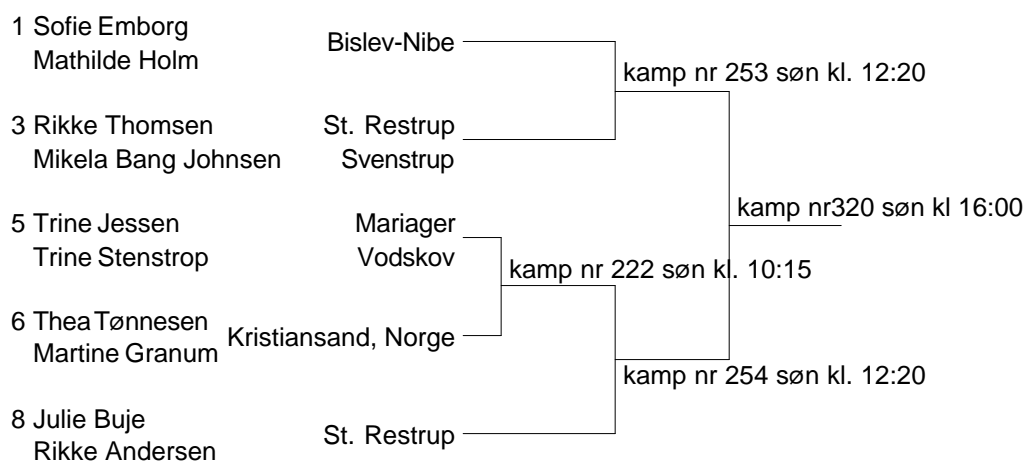 1 Sofie Emborg
Mathilde Holm
Bislev-Nibe
kamp nr 253 søn kl. 12:20
3 Rikke Thomsen St. Restrup
Mikela Bang Johnsen Svenstrup
kamp nr320 søn kl 16:00
5 Trine Jessen Mariager
Trine Stenstrop Vodskov
kamp nr 222 søn kl. 10:15
6 Thea Tønnesen
Martine Granum
Kristiansand, Norge
kamp nr 254 søn kl. 12:20
8 Julie Buje
Rikke Andersen
St. Restrup